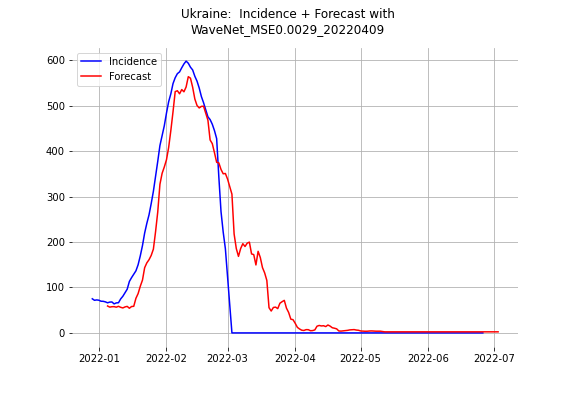 Ukraine:  Incidence + Forecast with
WaveNet_MSE0.0029_20220409
Incidence
Forecast
600
500
400
300
200
100
0
2022-01 2022-02 2022-03 2022-04 2022-05 2022-06 2022-07